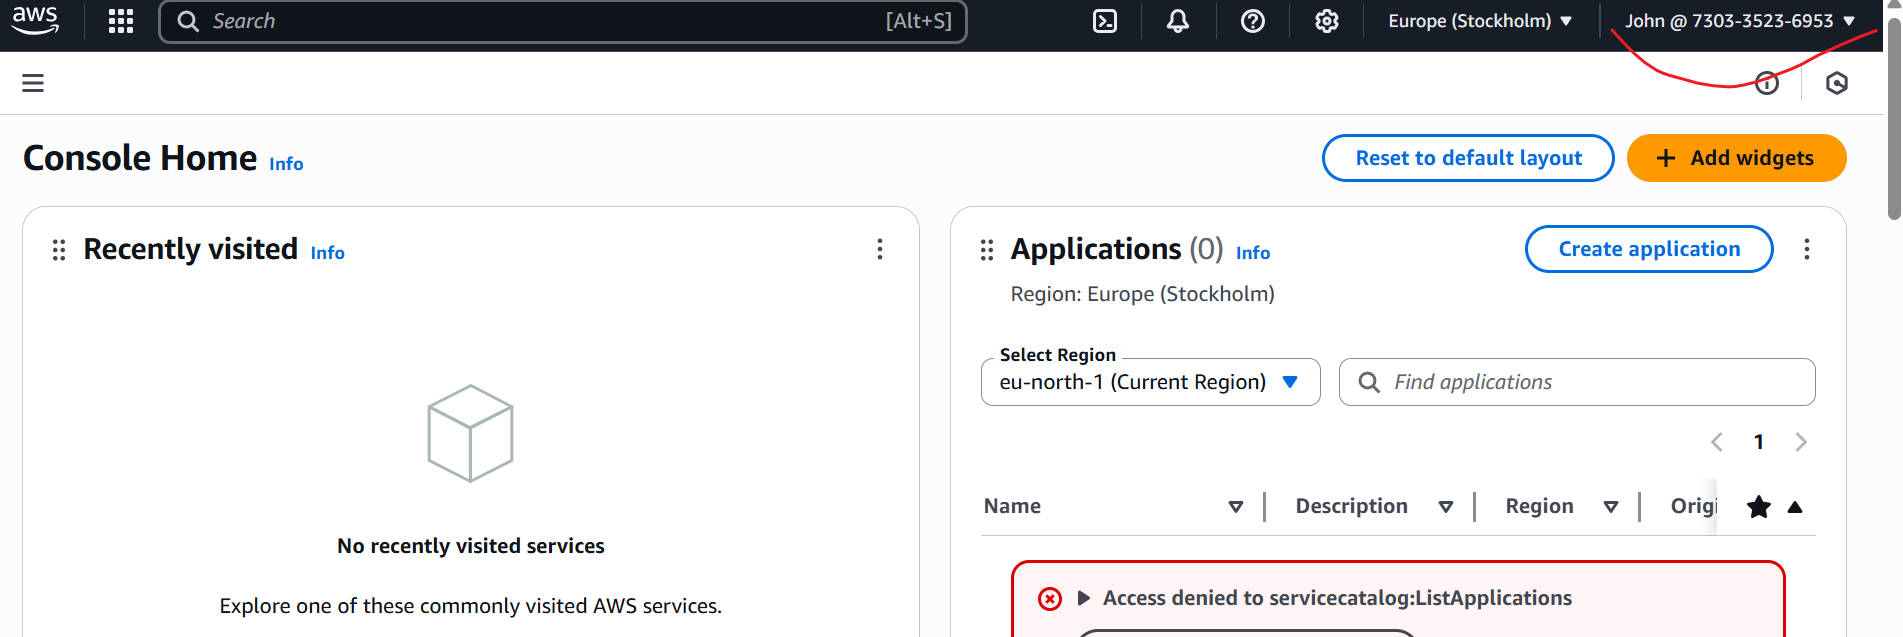 aws Search [Alt+S] Europe (Stockholm) John @ 7303-3523-6953
Console Home Info Reset to default layout + Add widgets
Recently visited Info
Applications (0) Info Create application
Region: Europe (Stockholm)
Select Region
eu-north-1 (Current Region) Find applications
1
Name Description Region Origi
No recently visited services
Explore one of these commonly visited AWS services.
Access denied to servicecatalog:ListApplications